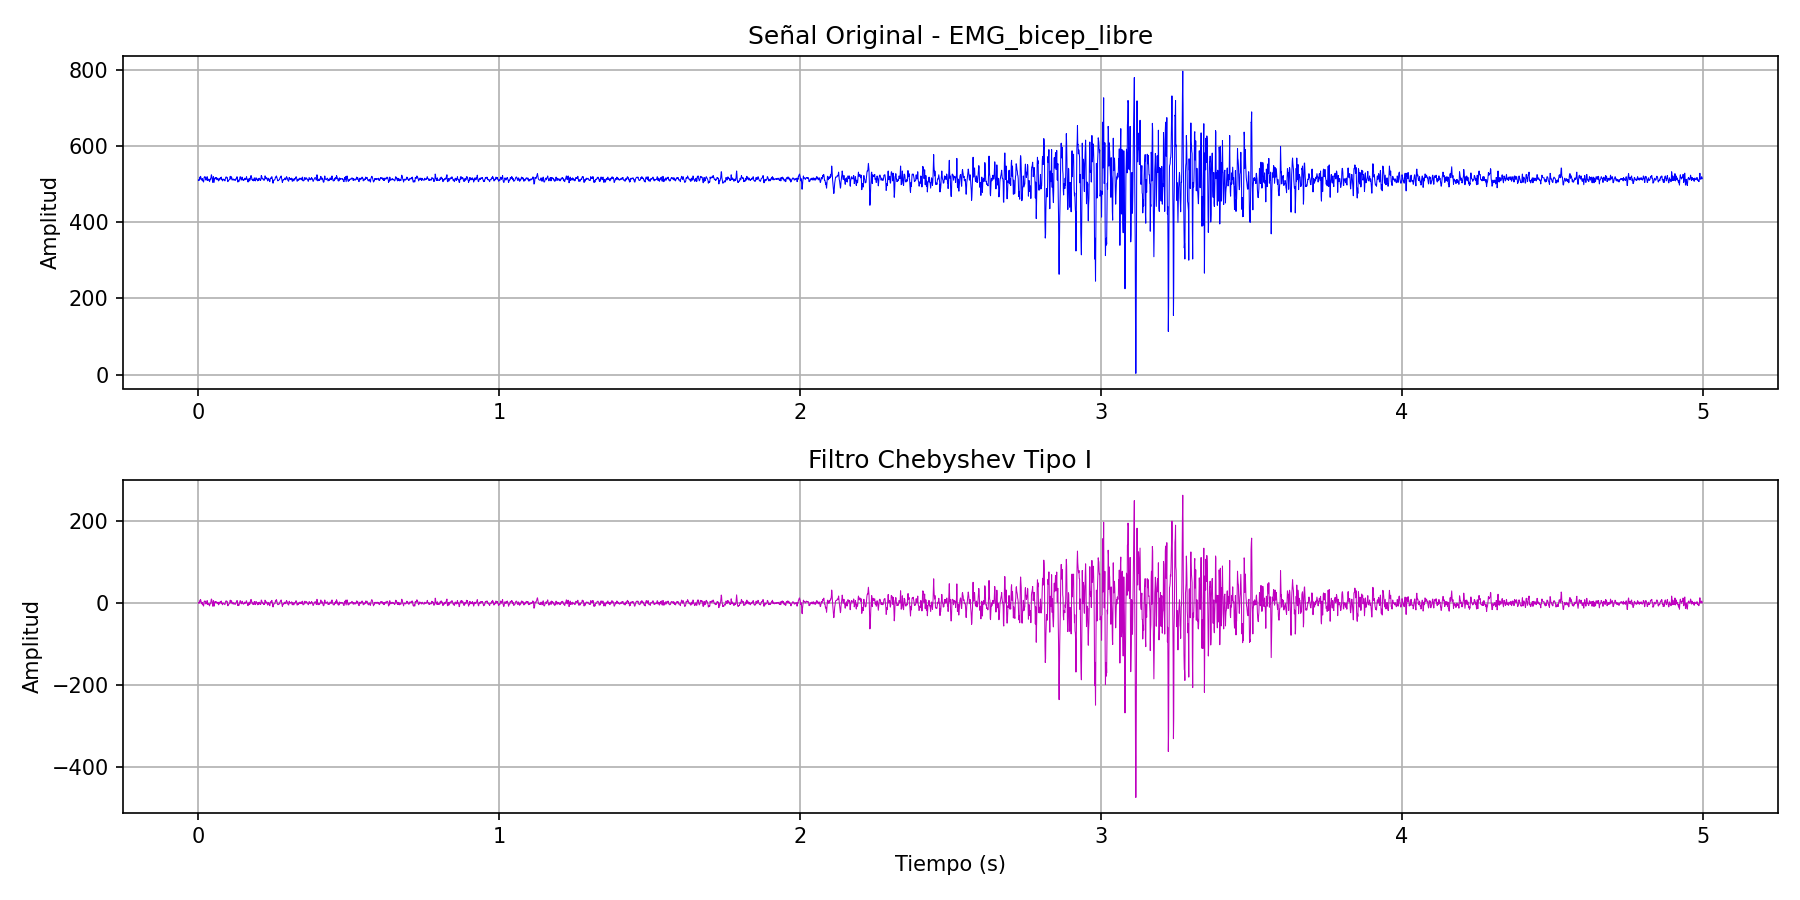 Señal Original - EMG_bicep_libre
800
600
400
200
0
Amplitud
0 1 2 3 4 5
Filtro Chebyshev Tipo I
200
0
−200
−400
Amplitud
0 1 2 3 4 5
Tiempo (s)